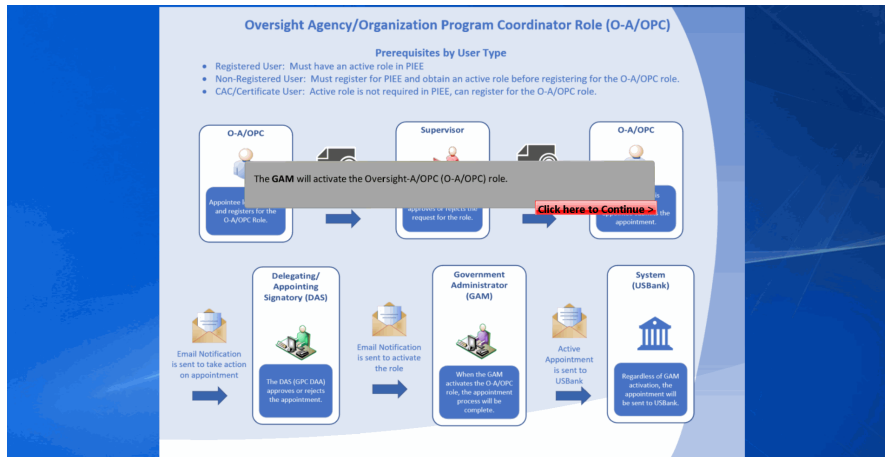 Oversight Agency/Organization Program Coordinator Role (O-A/OPC)
Prerequisites by User Type
• Registered User: Must have an active role in PIEE
• Non-Registered User: Must register for PIEE and obtain an active role before registering for the O-A/OPC role.
• CAC/Certificate User: Active role is not required in PIEE, can register for the O-A/OPC role.
O-A/OPC
Supervisor
O-A/OPC
The GAM will activate the Oversight-A/OPC (O-A/OPC) role.
Click here to Continue >
Appointee
and registers for the
O-A/OPC Role.
approves or rejects the
request for the role.
the
appointment.
Delegating/
Appointing
Signatory (DAS)
Government
Administrator
(GAM)
System
(USBank)
Email Notification
is sent to take action
on appointment
The DAS (GPC DAA)
approves or rejects
the appointment.
Email Notification
is sent to activate
the role
When the GAM
activates the O-A/OPC
role, the appointment
process will be
complete.
Active
Appointment
is sent to
USBank
Regardless of GAM
activation, the
appointment will
be sent to USBank.